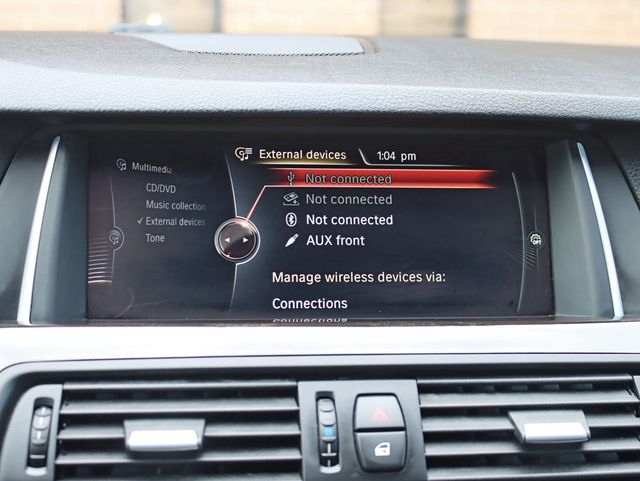 External devices
1:04 pm
Multimedia
CD/DVD
Music collection
External devices
Tone
Not connected
Not connected
Not connected
AUX front
Manage wireless devices via:
Connections
Connections
OFF